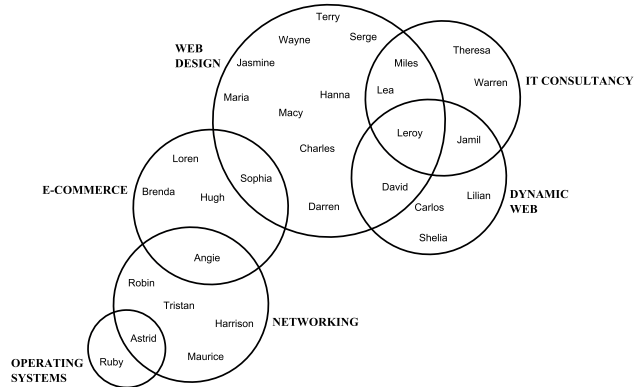 Terry
Wayne
Serge
WEB
DESIGN
Jasmine
Miles
Theresa
Maria
Hanna
Lea
Warren
IT CONSULTANCY
Macy
Charles
Leroy
Jamil
Loren
Sophia
E-COMMERCE
Brenda
Hugh
Darren
David
Carlos
Lilian
DYNAMIC
WEB
Shelia
Angie
Robin
Tristan
Harrison
NETWORKING
Astrid
Maurice
Ruby
OPERATING
SYSTEMS